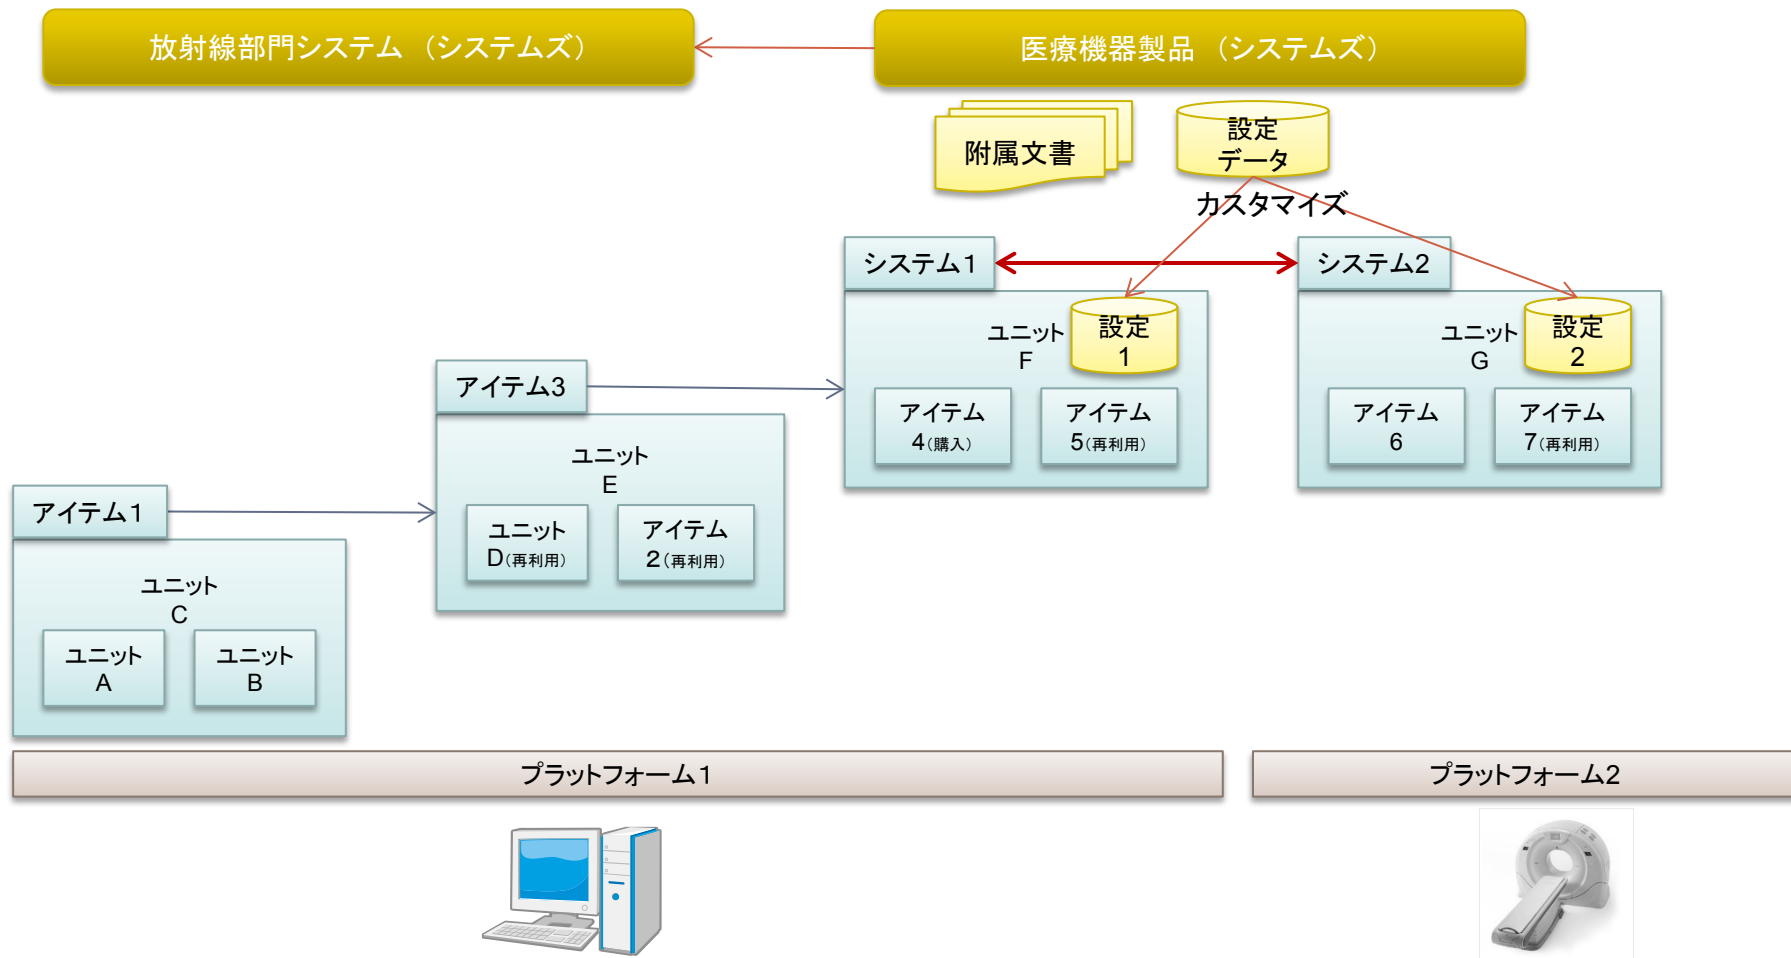 放射線部門システム （システムズ）
医療機器製品 （システムズ）
附属文書
設定
データ
カスタマイズ
システム1
システム2
ユニット
F
設定
1
ユニット
G
設定
2
アイテム3
アイテム
4（購入）
アイテム
5（再利用）
アイテム
6
アイテム
7（再利用）
ユニット
E
アイテム1
ユニット
D（再利用）
アイテム
2（再利用）
ユニット
C
ユニット
A
ユニット
B
プラットフォーム1
プラットフォーム2